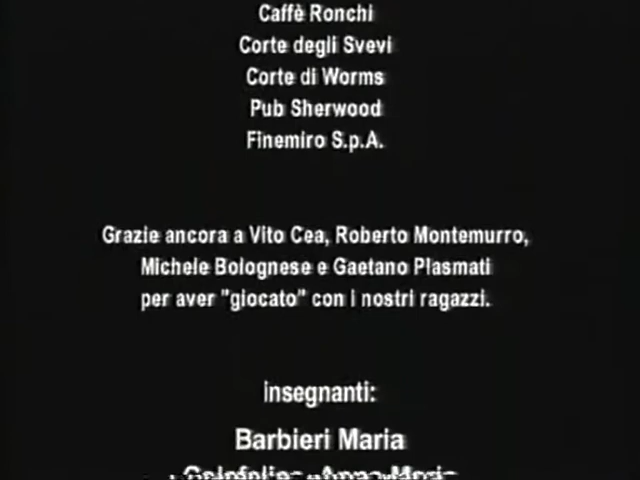 Caffè Ronchi
Corte degli Svevi
Corte di Worms
Pub Sherwood
Finemiro S.p.A.
Grazie ancora a Vito Cea, Roberto Montemurro,
Michele Bolognese e Gaetano Plasmati
per aver "giocato" con i nostri ragazzi.
insegnanti:
Barbieri Maria